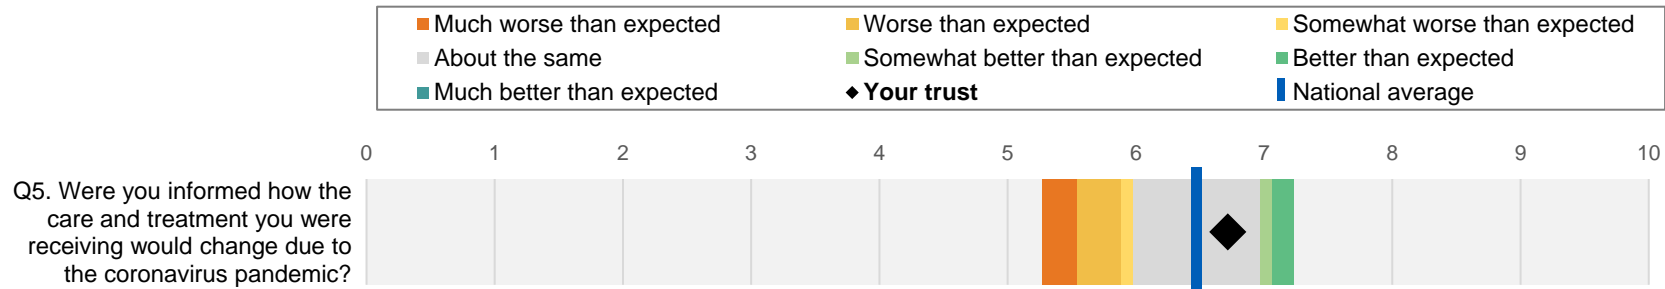 Much worse than expected Worse than expected Somewhat worse than expected
About the same Somewhat better than expected Better than expected
Much better than expected Your trust National average
0 1 2 3 4 5 6 7 8 9 10
Q5. Were you informed how the
care and treatment you were
receiving would change due to
the coronavirus pandemic?